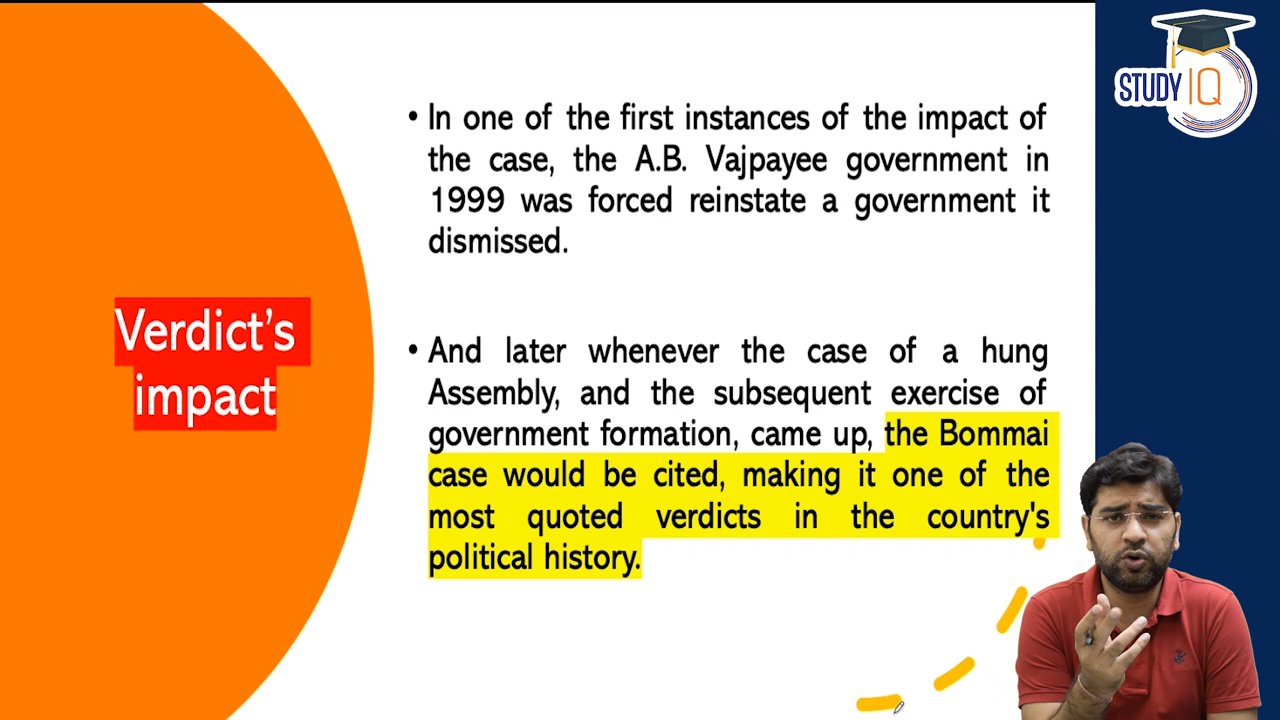 STUDY IQ
• In one of the first instances of the impact of
the case, the A.B. Vajpayee government in
1999 was forced reinstate a government it
dismissed.
Verdict's
impact
• And later whenever the case of a hung
Assembly, and the subsequent exercise of
government formation, came up, the Bommai
case would be cited, making it one of the
most quoted verdicts in the country's
political history.